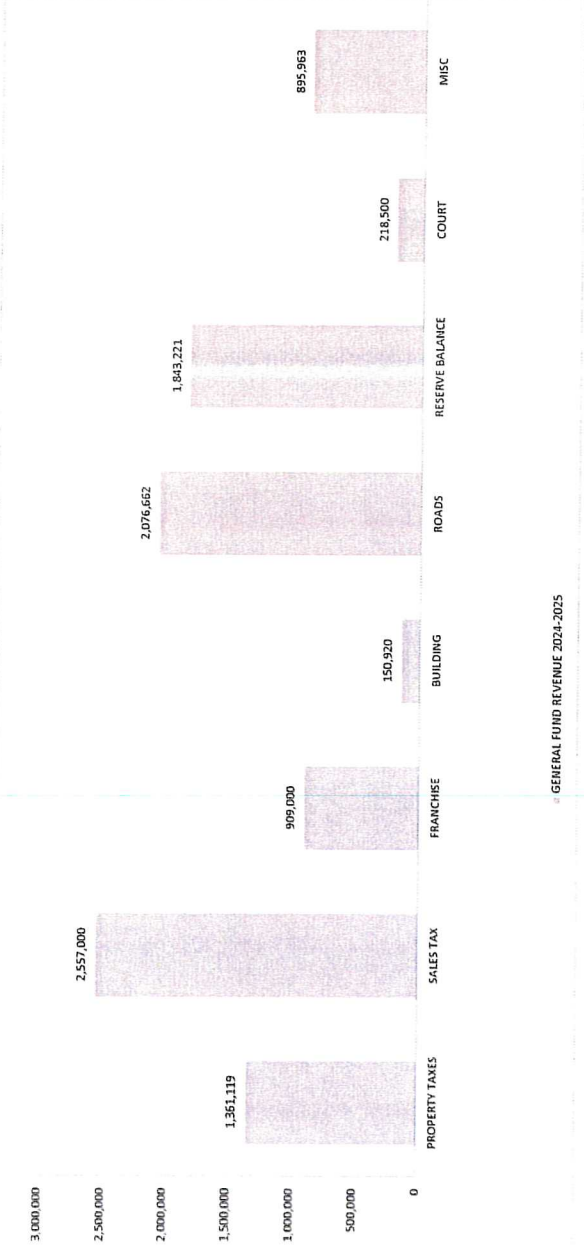 3,000,000
2,500,000
2,000,000
1,500,000
1,000,000
500,000
0
1,361,119
2,557,000
909,000
150,920
2,076,662
1,843,221
218,500
895,963
PROPERTY TAXES
SALES TAX
FRANCHISE
BUILDING
ROADS
RESERVE BALANCE
COURT
MISC
GENERAL FUND REVENUE 2024-2025